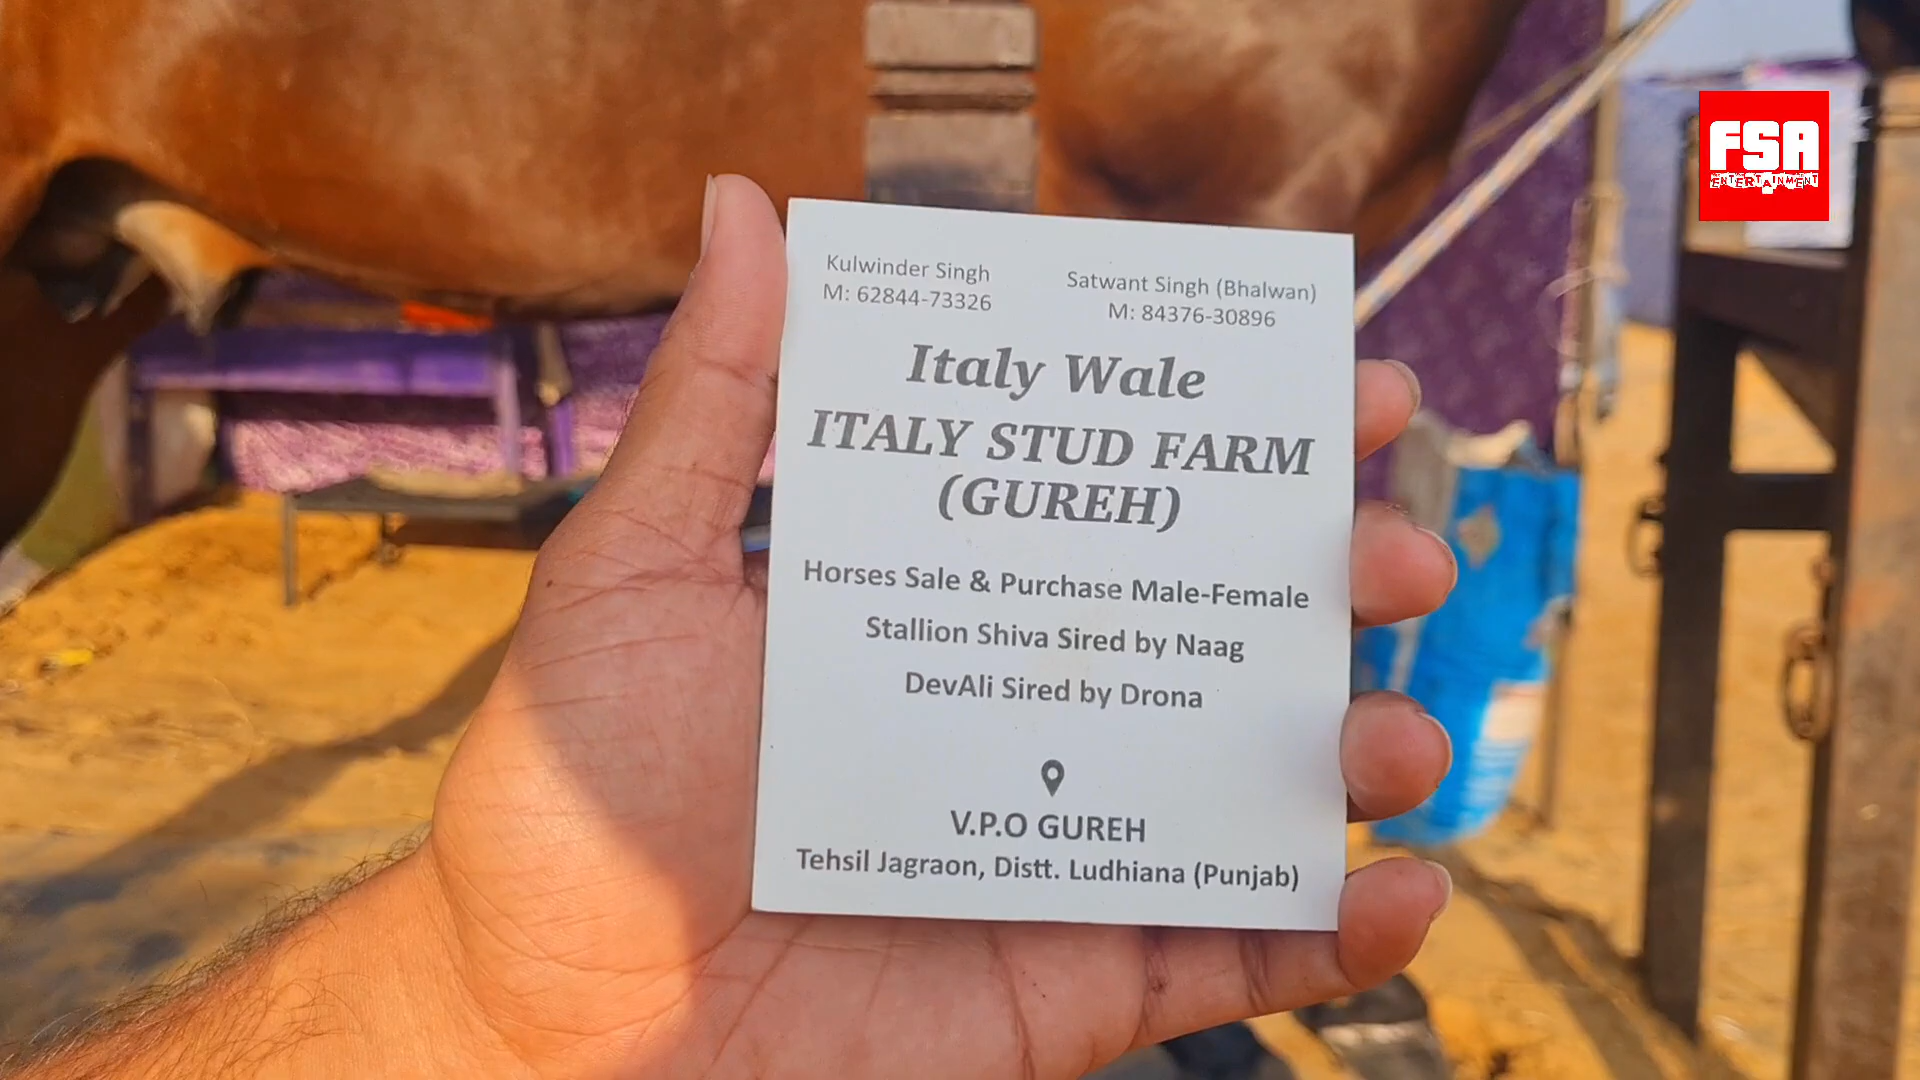 Kulwinder Singh
M: 62844-73326
Satwant Singh (Bhalwan)
M: 84376-30896
Italy Wale
ITALY STUD FARM
(GUREH)
Horses Sale & Purchase Male-Female
Stallion Shiva Sired by Naag
DevAli Sired by Drona
V.P.O GUREH
Tehsil Jagraon, Distt. Ludhiana (Punjab)
FSA
ENTERTAINMENT